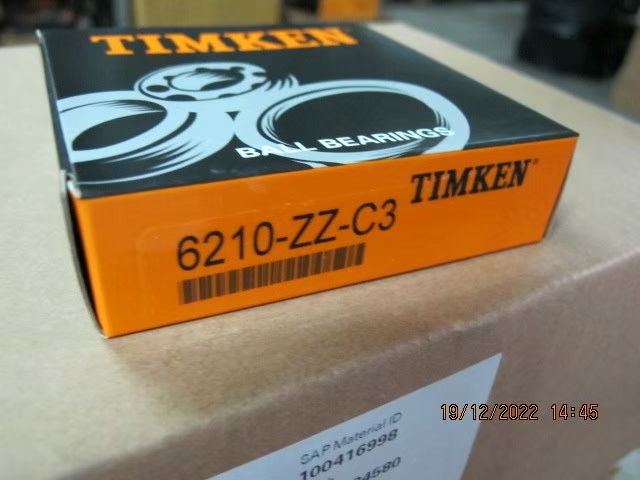 TIMKEN
BALL BEARINGS
TIMKEN
6210-ZZ-C3
19/12/2022 14:45
SAP Material ID
100416998